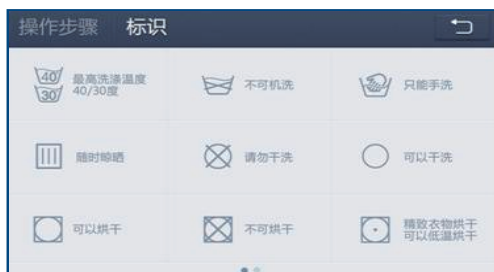 操作步骤 标识
40
30
最高洗涤温度
40/30度
不可机洗
只能手洗
随时晾晒
请勿干洗
可以干洗
可以烘干
不可烘干
精致衣物烘干
可以低温烘干